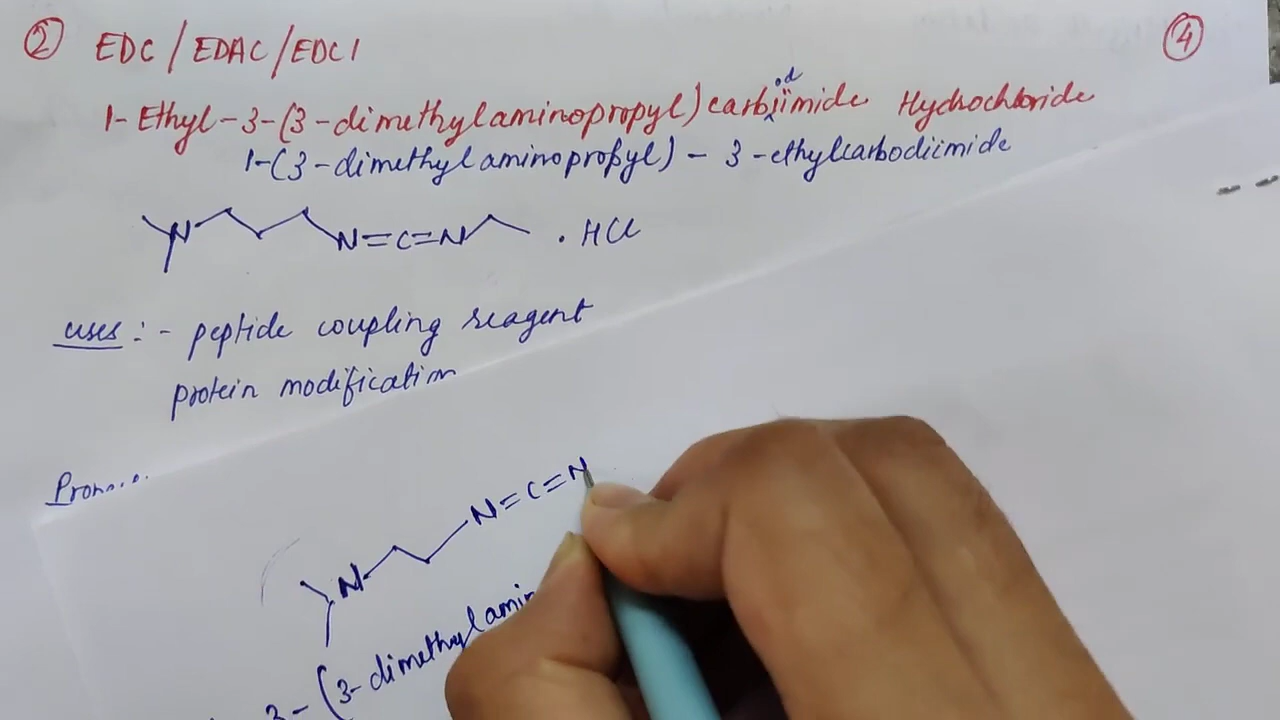 ② EDC / EDAC / EDCI ④
1- Ethyl - 3 - (3 - dimethylaminopropyl) carbodiimide Hydrochloride
1- (3 - dimethylaminopropyl) - 3 - ethylcarbodiimide
N N=C=N . HCl
uses : - peptide coupling reagent
protein modification
N N=C=N
3 - (3 - dimethylamin